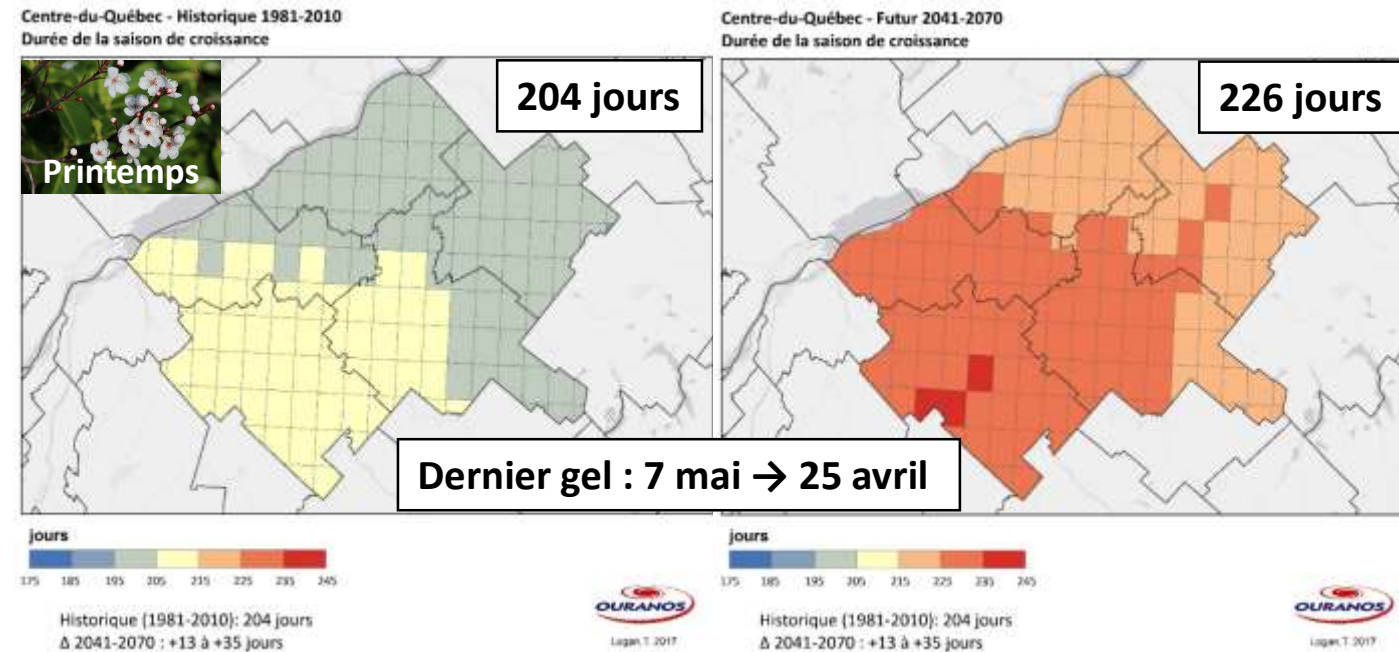 Centre-du-Québec - Historique 1981-2010
Durée de la saison de croissance
204 jours
Printemps
Centre-du-Québec - Futur 2041-2070
Durée de la saison de croissance
226 jours
Dernier gel : 7 mai → 25 avril
jours
175 185 195 205 215 225 235 245
Historique (1981-2010): 204 jours
Δ 2041-2070 : +13 à +35 jours
OURANOS
Logan,T. 2017
jours
175 185 195 205 215 225 235 245
Historique (1981-2010): 204 jours
Δ 2041-2070 : +13 à +35 jours
OURANOS
Logan,T. 2017